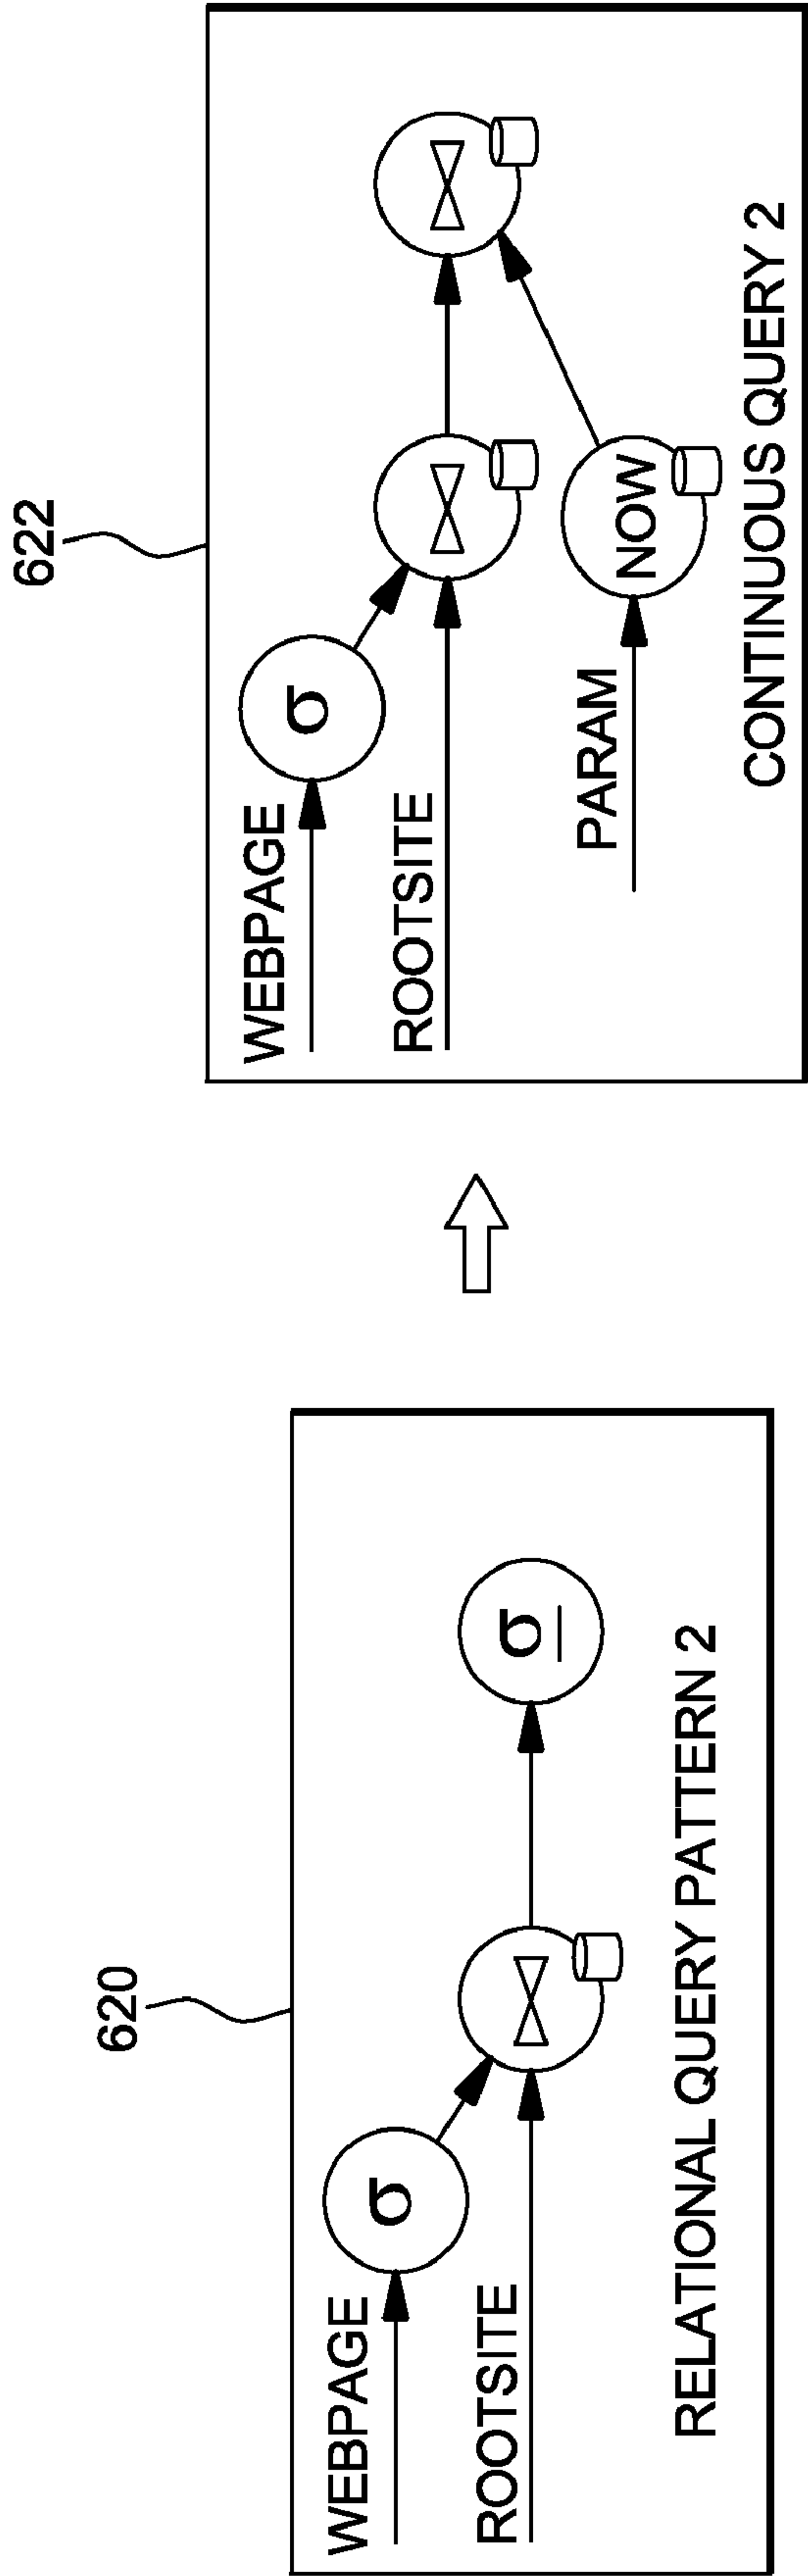 620
WEBPAGE
σ
ROOTSITE
σ
RELATIONAL QUERY PATTERN 2
622
WEBPAGE
σ
ROOTSITE
PARAM
NOW
CONTINUOUS QUERY 2